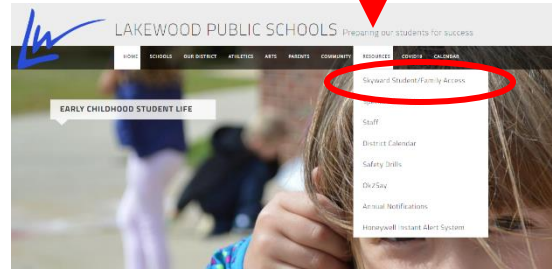 LW
LAKEWOOD PUBLIC SCHOOLS Preparing our students for success
HOME SCHOOLS OUR DISTRICT ATHLETICS ARTS PARENTS COMMUNITY RESOURCES COVID19 CALENDAR
Skyward Student/Family Access
EARLY CHILDHOOD STUDENT LIFE
Staff
District Calendar
Safety Drills
Ok2Say
Annual Notifications
Honeywell Instant Alert System